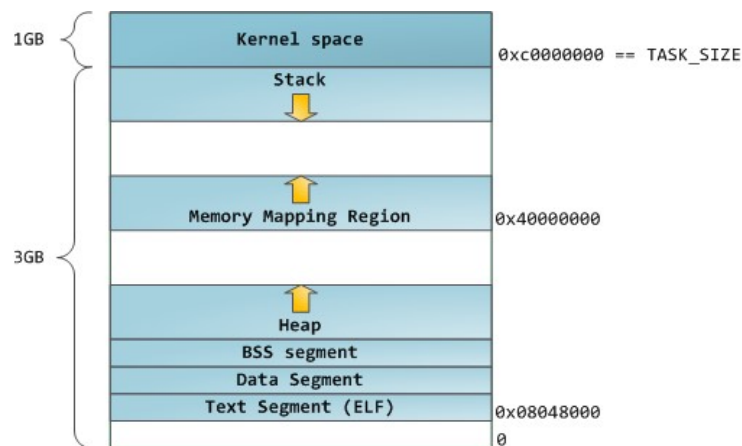 1GB
Kernel space
0xc0000000 == TASK_SIZE
Stack
Memory Mapping Region
0x40000000
3GB
Heap
BSS segment
Data Segment
Text Segment (ELF)
0x08048000
0